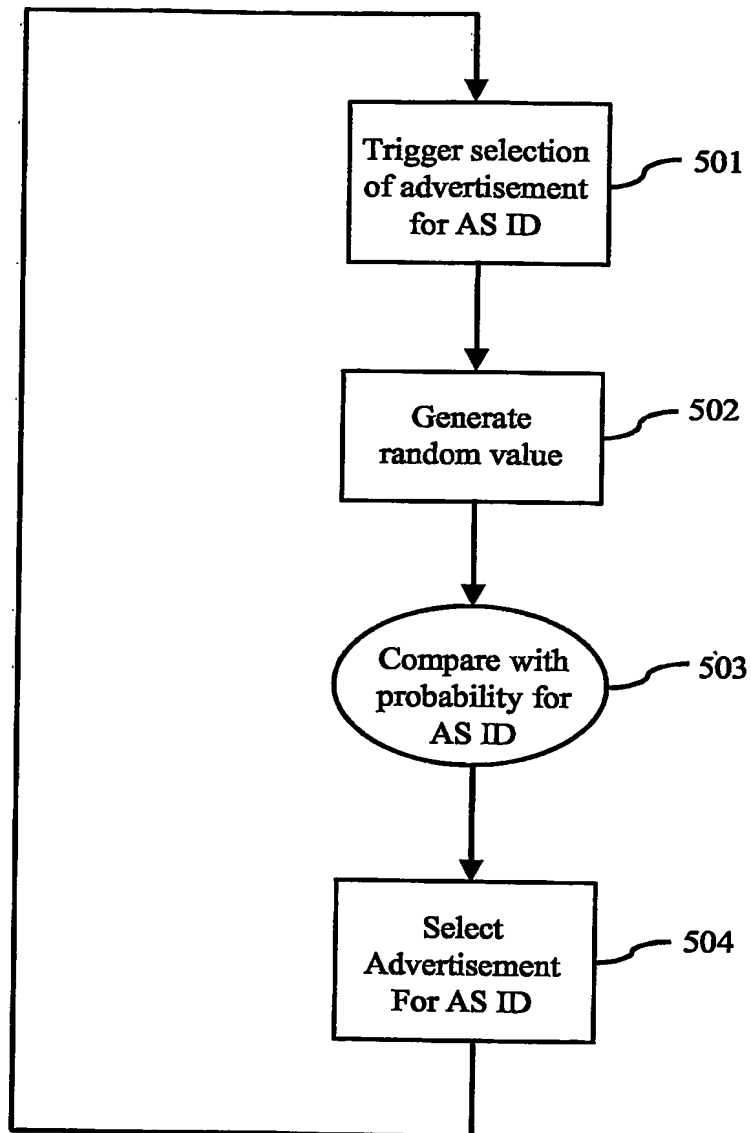 Trigger selection
of advertisement
for AS ID
501
Generate
random value
502
Compare with
probability for
AS ID
503
Select
Advertisement
For AS ID
504